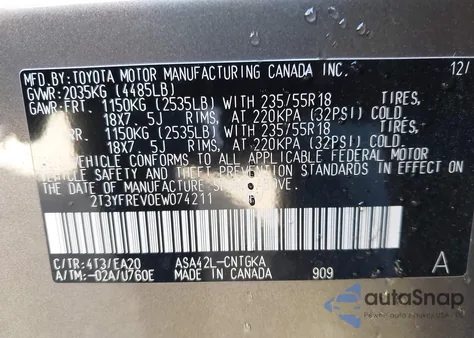 MFD.BY:TOYOTA MOTOR MANUFACTURING CANADA INC. 12/
GVWR:2035KG (4485LB)
GAWR:FRT. 1150KG (2535LB) WITH 235/55R18 TIRES,
18X7. 5J RIMS, AT 220KPA (32PSI) COLD.
RR. 1150KG (2535LB) WITH 235/55R18 TIRES,
18X7. 5J RIMS, AT 220KPA (32PSI) COLD.
VEHICLE CONFORMS TO ALL APPLICABLE FEDERAL MOTOR
VEHICLE SAFETY AND THEFT PREVENTION STANDARDS IN EFFECT ON
THE DATE OF MANUFACTURE
2T3YFREV0EW074211
C/TR:4T3/EA20 ASA42L-CNTGKA
A/TM:-02A/U760E MADE IN CANADA 909 A
autoSnap